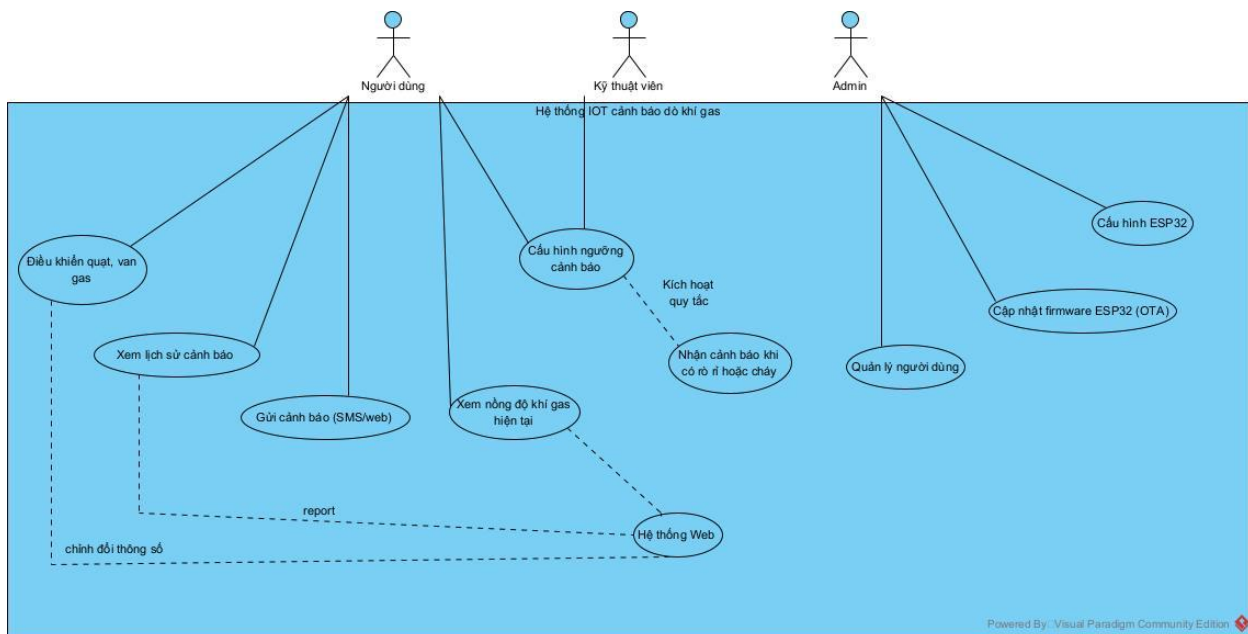 Người dùng
Kỹ thuật viên
Admin
Hệ thống IOT cảnh báo dò khí gas
Điều khiển quạt, van
gas
Cấu hình ngưỡng
cảnh báo
Cấu hình ESP32
Kích hoạt
quy tắc
Cập nhật firmware ESP32 (OTA)
Xem lịch sử cảnh báo
Nhận cảnh báo khi
có rò rỉ hoặc cháy
Quản lý người dùng
Gửi cảnh báo (SMS/web)
Xem nồng độ khí gas
hiện tại
report
Hệ thống Web
chỉnh đổi thông số
Powered By: Visual Paradigm Community Edition